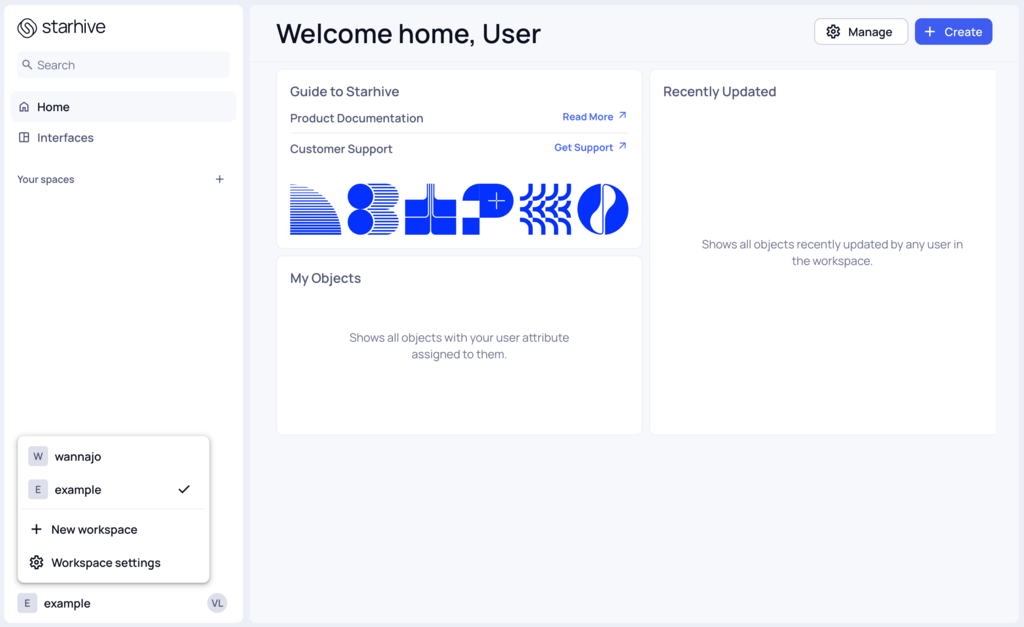 starhive
Search
Home
Interfaces
Your spaces
W wannajo
E example
New workspace
Workspace settings
E example
VL
Welcome home, User
Manage
Create
Guide to Starhive
Product Documentation
Read More
Customer Support
Get Support
My Objects
Shows all objects with your user attribute
assigned to them.
Recently Updated
Shows all objects recently updated by any user in
the workspace.